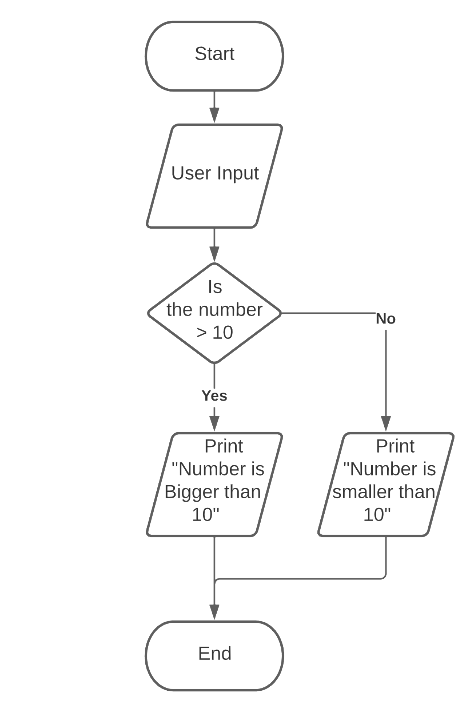 Start
User Input
Is
the number
> 10
No
Yes
Print
"Number is
Bigger than
10"
Print
"Number is
smaller than
10"
End